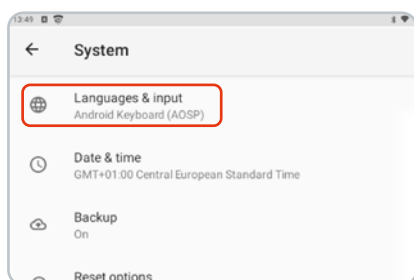 13:49
System
Languages & input
Android Keyboard (AOSP)
Date & time
GMT+01:00 Central European Standard Time
Backup
On
Reset options